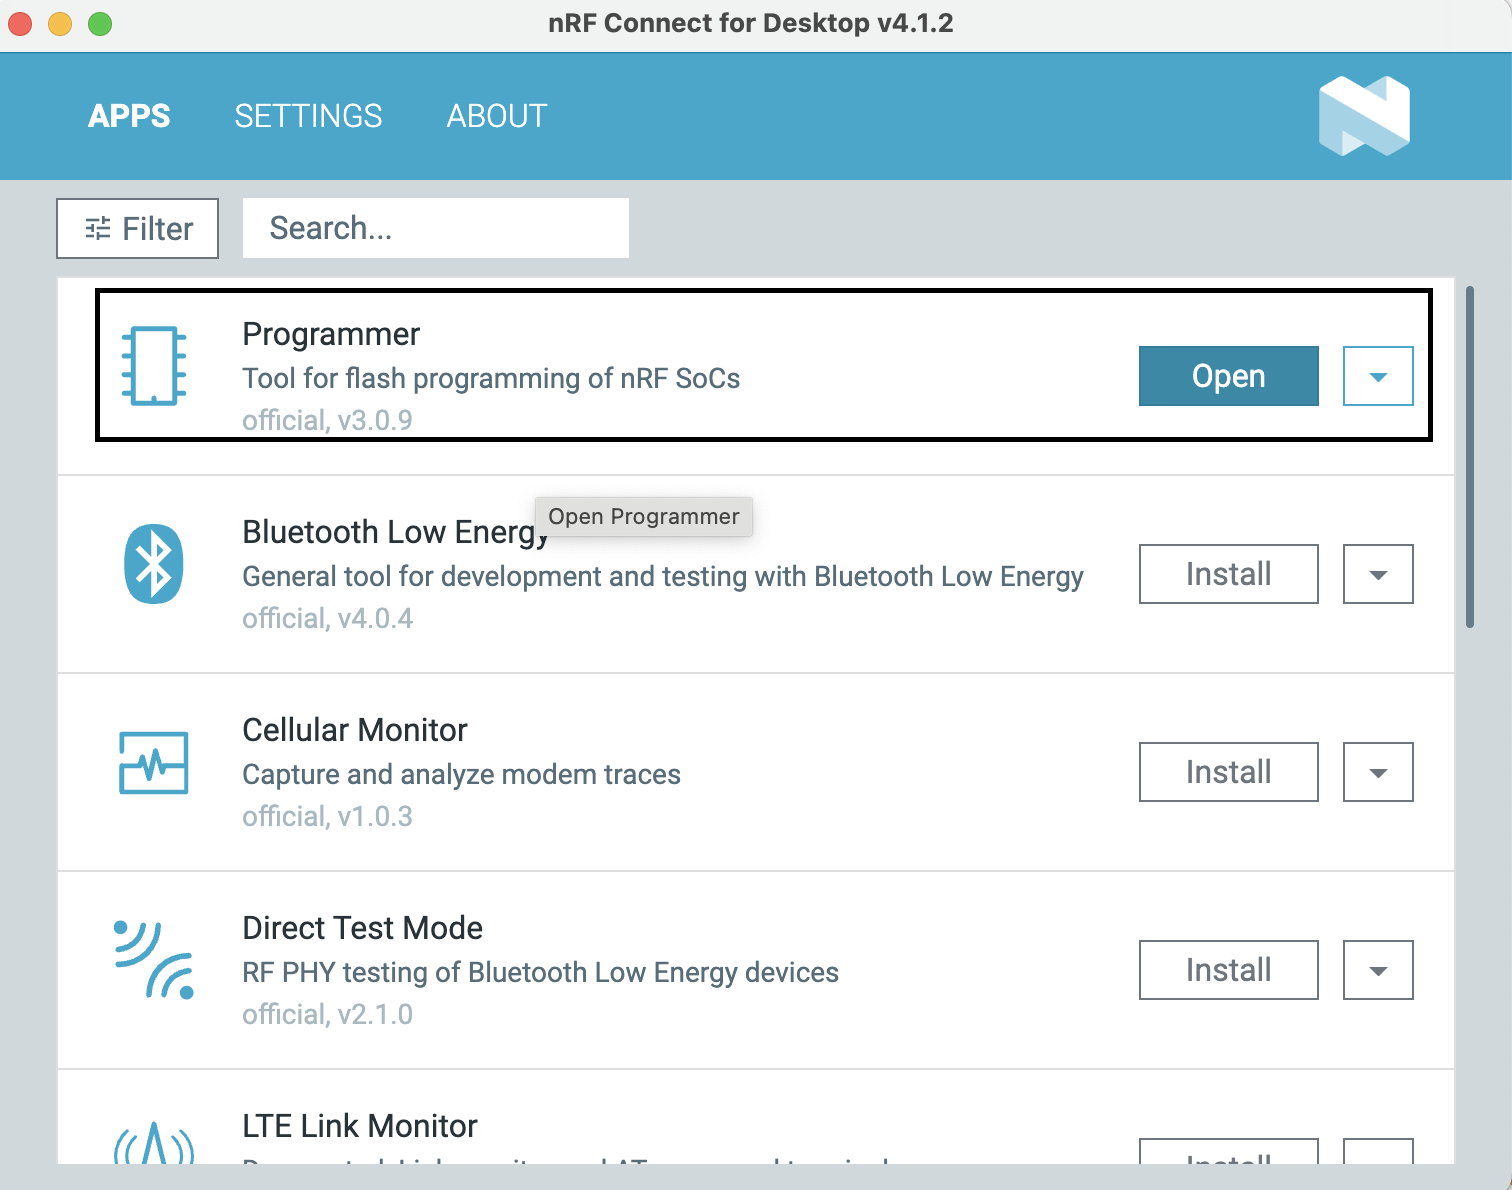 nRF Connect for Desktop v4.1.2
APPS SETTINGS ABOUT
Filter Search...
Programmer
Tool for flash programming of nRF SoCs
official, v3.0.9
Open
Open Programmer
Bluetooth Low Energy
General tool for development and testing with Bluetooth Low Energy
official, v4.0.4
Install
Cellular Monitor
Capture and analyze modem traces
official, v1.0.3
Install
Direct Test Mode
RF PHY testing of Bluetooth Low Energy devices
official, v2.1.0
Install
LTE Link Monitor
Install